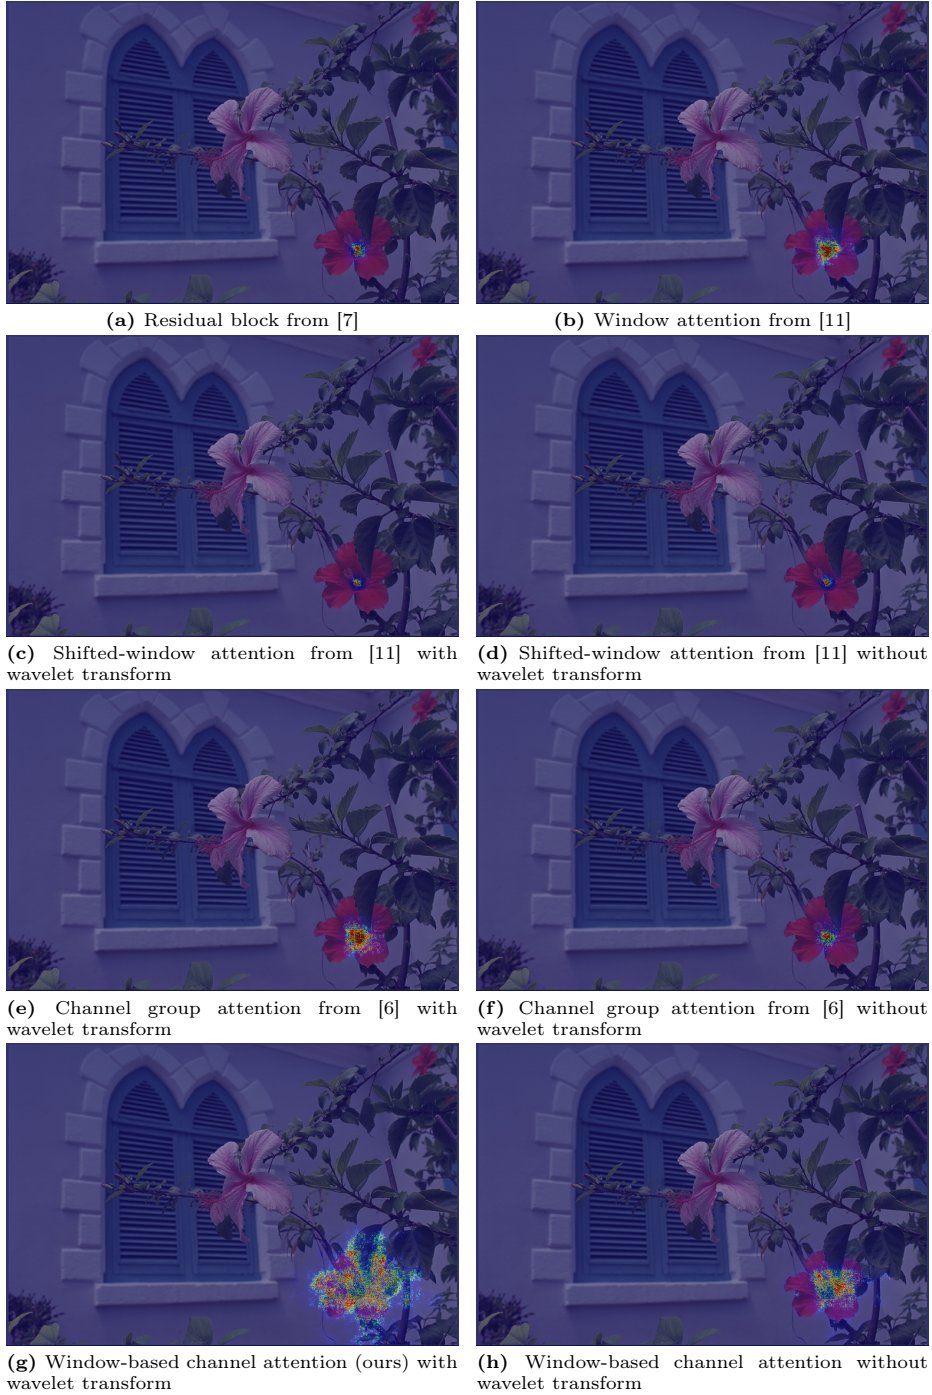 (a) Residual block from [7]
(b) Window attention from [11]
(c) Shifted-window attention from [11] with
wavelet transform
(d) Shifted-window attention from [11] without
wavelet transform
(e) Channel group attention from [6] with
wavelet transform
(f) Channel group attention from [6] without
wavelet transform
(g) Window-based channel attention (ours) with
wavelet transform
(h) Window-based channel attention without
wavelet transform